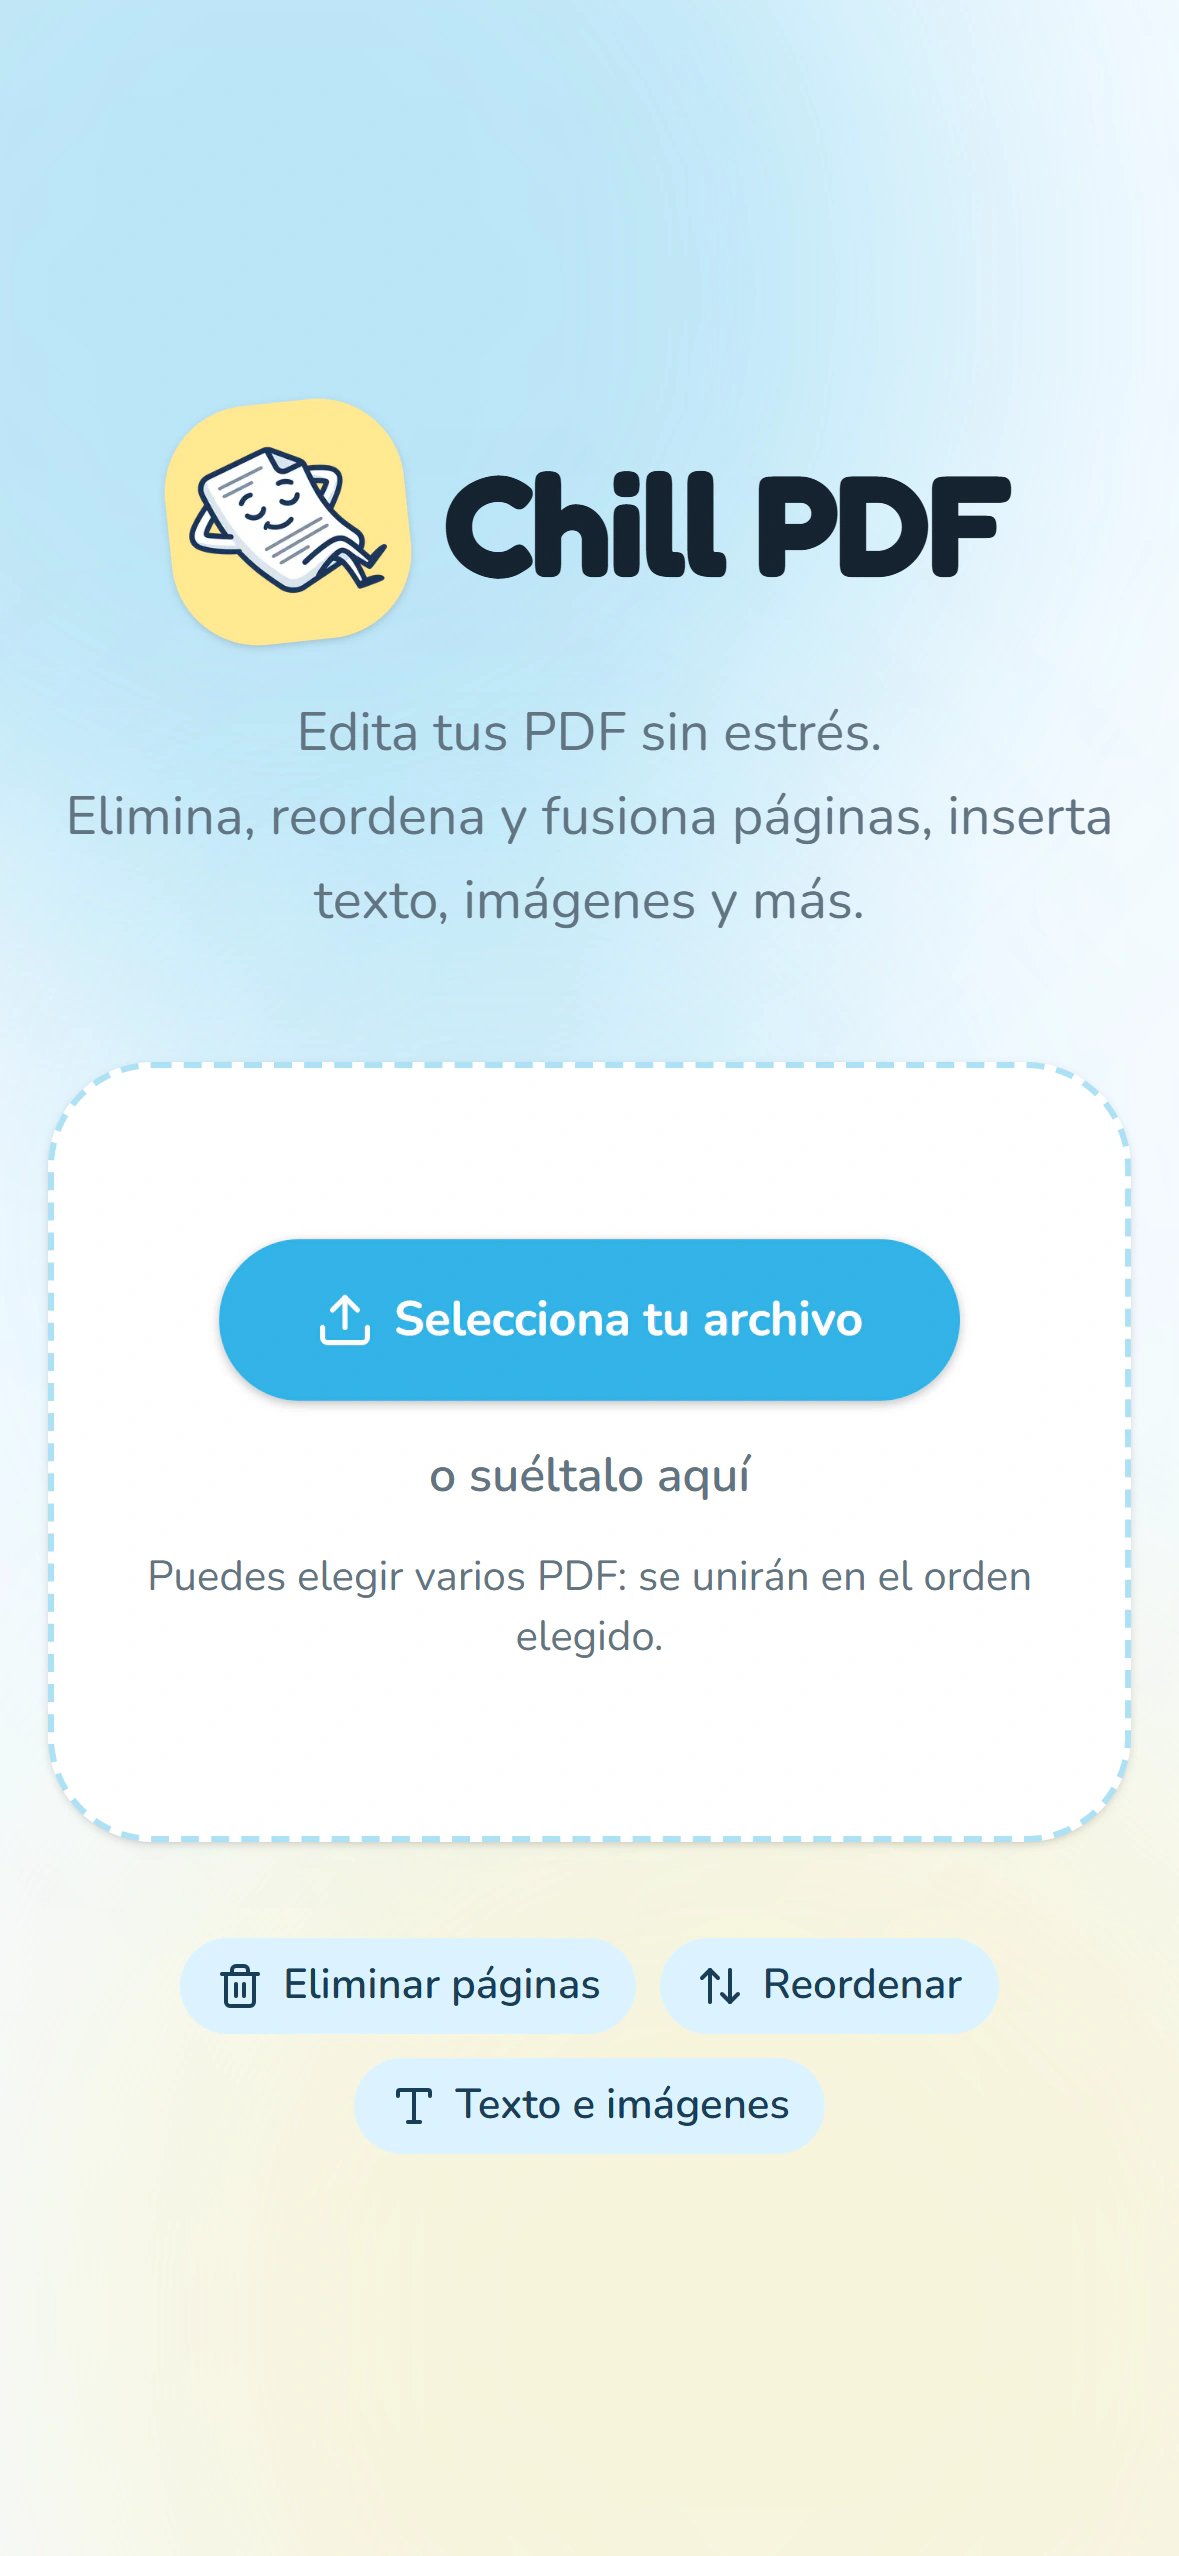 Chill PDF
Edita tus PDF sin estrés.
Elimina, reordena y fusiona páginas, inserta
texto, imágenes y más.
Selecciona tu archivo
o suéltalo aquí
Puedes elegir varios PDF: se unirán en el orden
elegido.
Eliminar páginas
Reordenar
Texto e imágenes